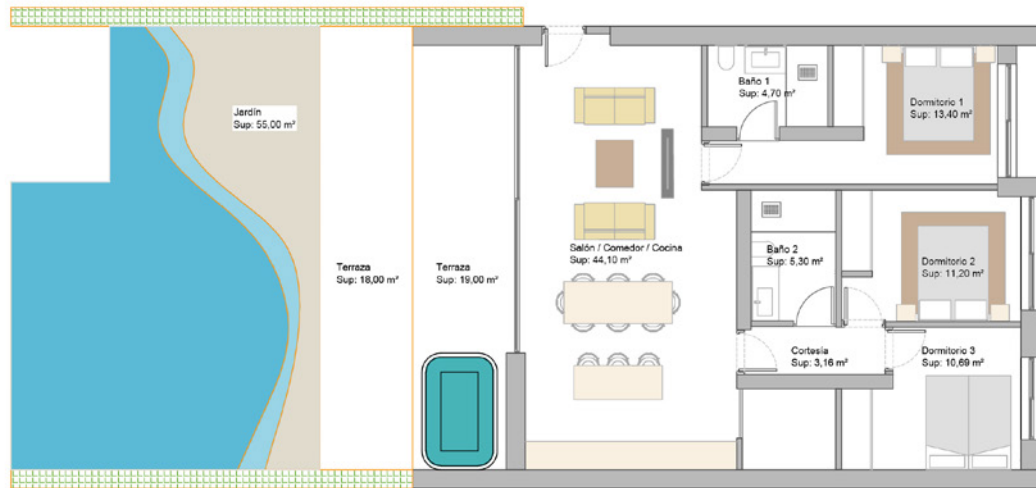 Jardín
Sup: 55,00 m²
Terraza
Sup: 18,00 m²
Terraza
Sup: 19,00 m²
Salón / Comedor / Cocina
Sup: 44,10 m²
Baño 1
Sup: 4,70 m²
Dormitorio 1
Sup: 13,40 m²
Baño 2
Sup: 5,30 m²
Dormitorio 2
Sup: 11,20 m²
Cortesía
Sup: 3,16 m²
Dormitorio 3
Sup: 10,69 m²